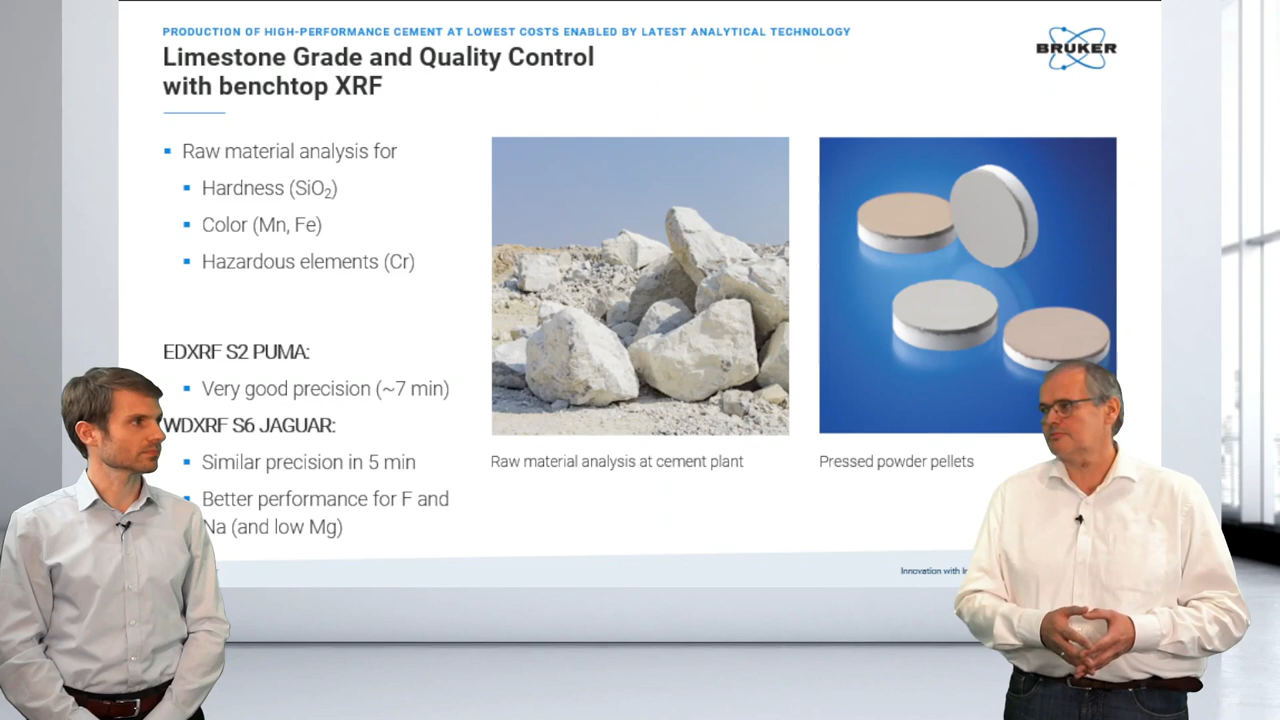 PRODUCTION OF HIGH-PERFORMANCE CEMENT AT LOWEST COSTS ENABLED BY LATEST ANALYTICAL TECHNOLOGY
Limestone Grade and Quality Control
with benchtop XRF
BRUKER
Raw material analysis for
Hardness (SiO₂)
Color (Mn, Fe)
Hazardous elements (Cr)
EDXRF S2 PUMA:
Very good precision (~7 min)
WDXRF S6 JAGUAR:
Similar precision in 5 min
Better performance for F and
Na (and low Mg)
Raw material analysis at cement plant
Pressed powder pellets
Innovation with